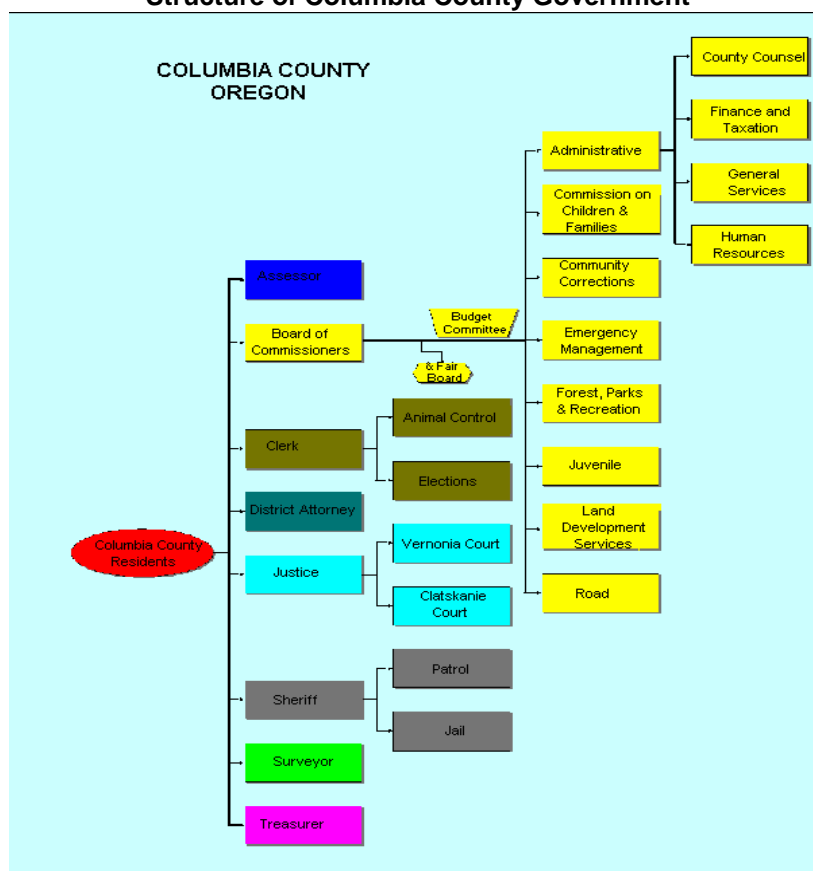 Structure of Columbia County Government
COLUMBIA COUNTY
OREGON
County Counsel
Finance and
Taxation
General
Services
Human
Resources
Administrative
Commission on
Children &
Families
Community
Corrections
Emergency
Management
Forest, Parks
& Recreation
Juvenile
Land
Development
Services
Road
Budget
Committee
& Fair
Board
Assessor
Board of
Commissioners
Clerk
Animal Control
Elections
District Attorney
Columbia County
Residents
Justice
Vernonia Court
Clatskanie
Court
Sheriff
Patrol
Jail
Surveyor
Treasurer